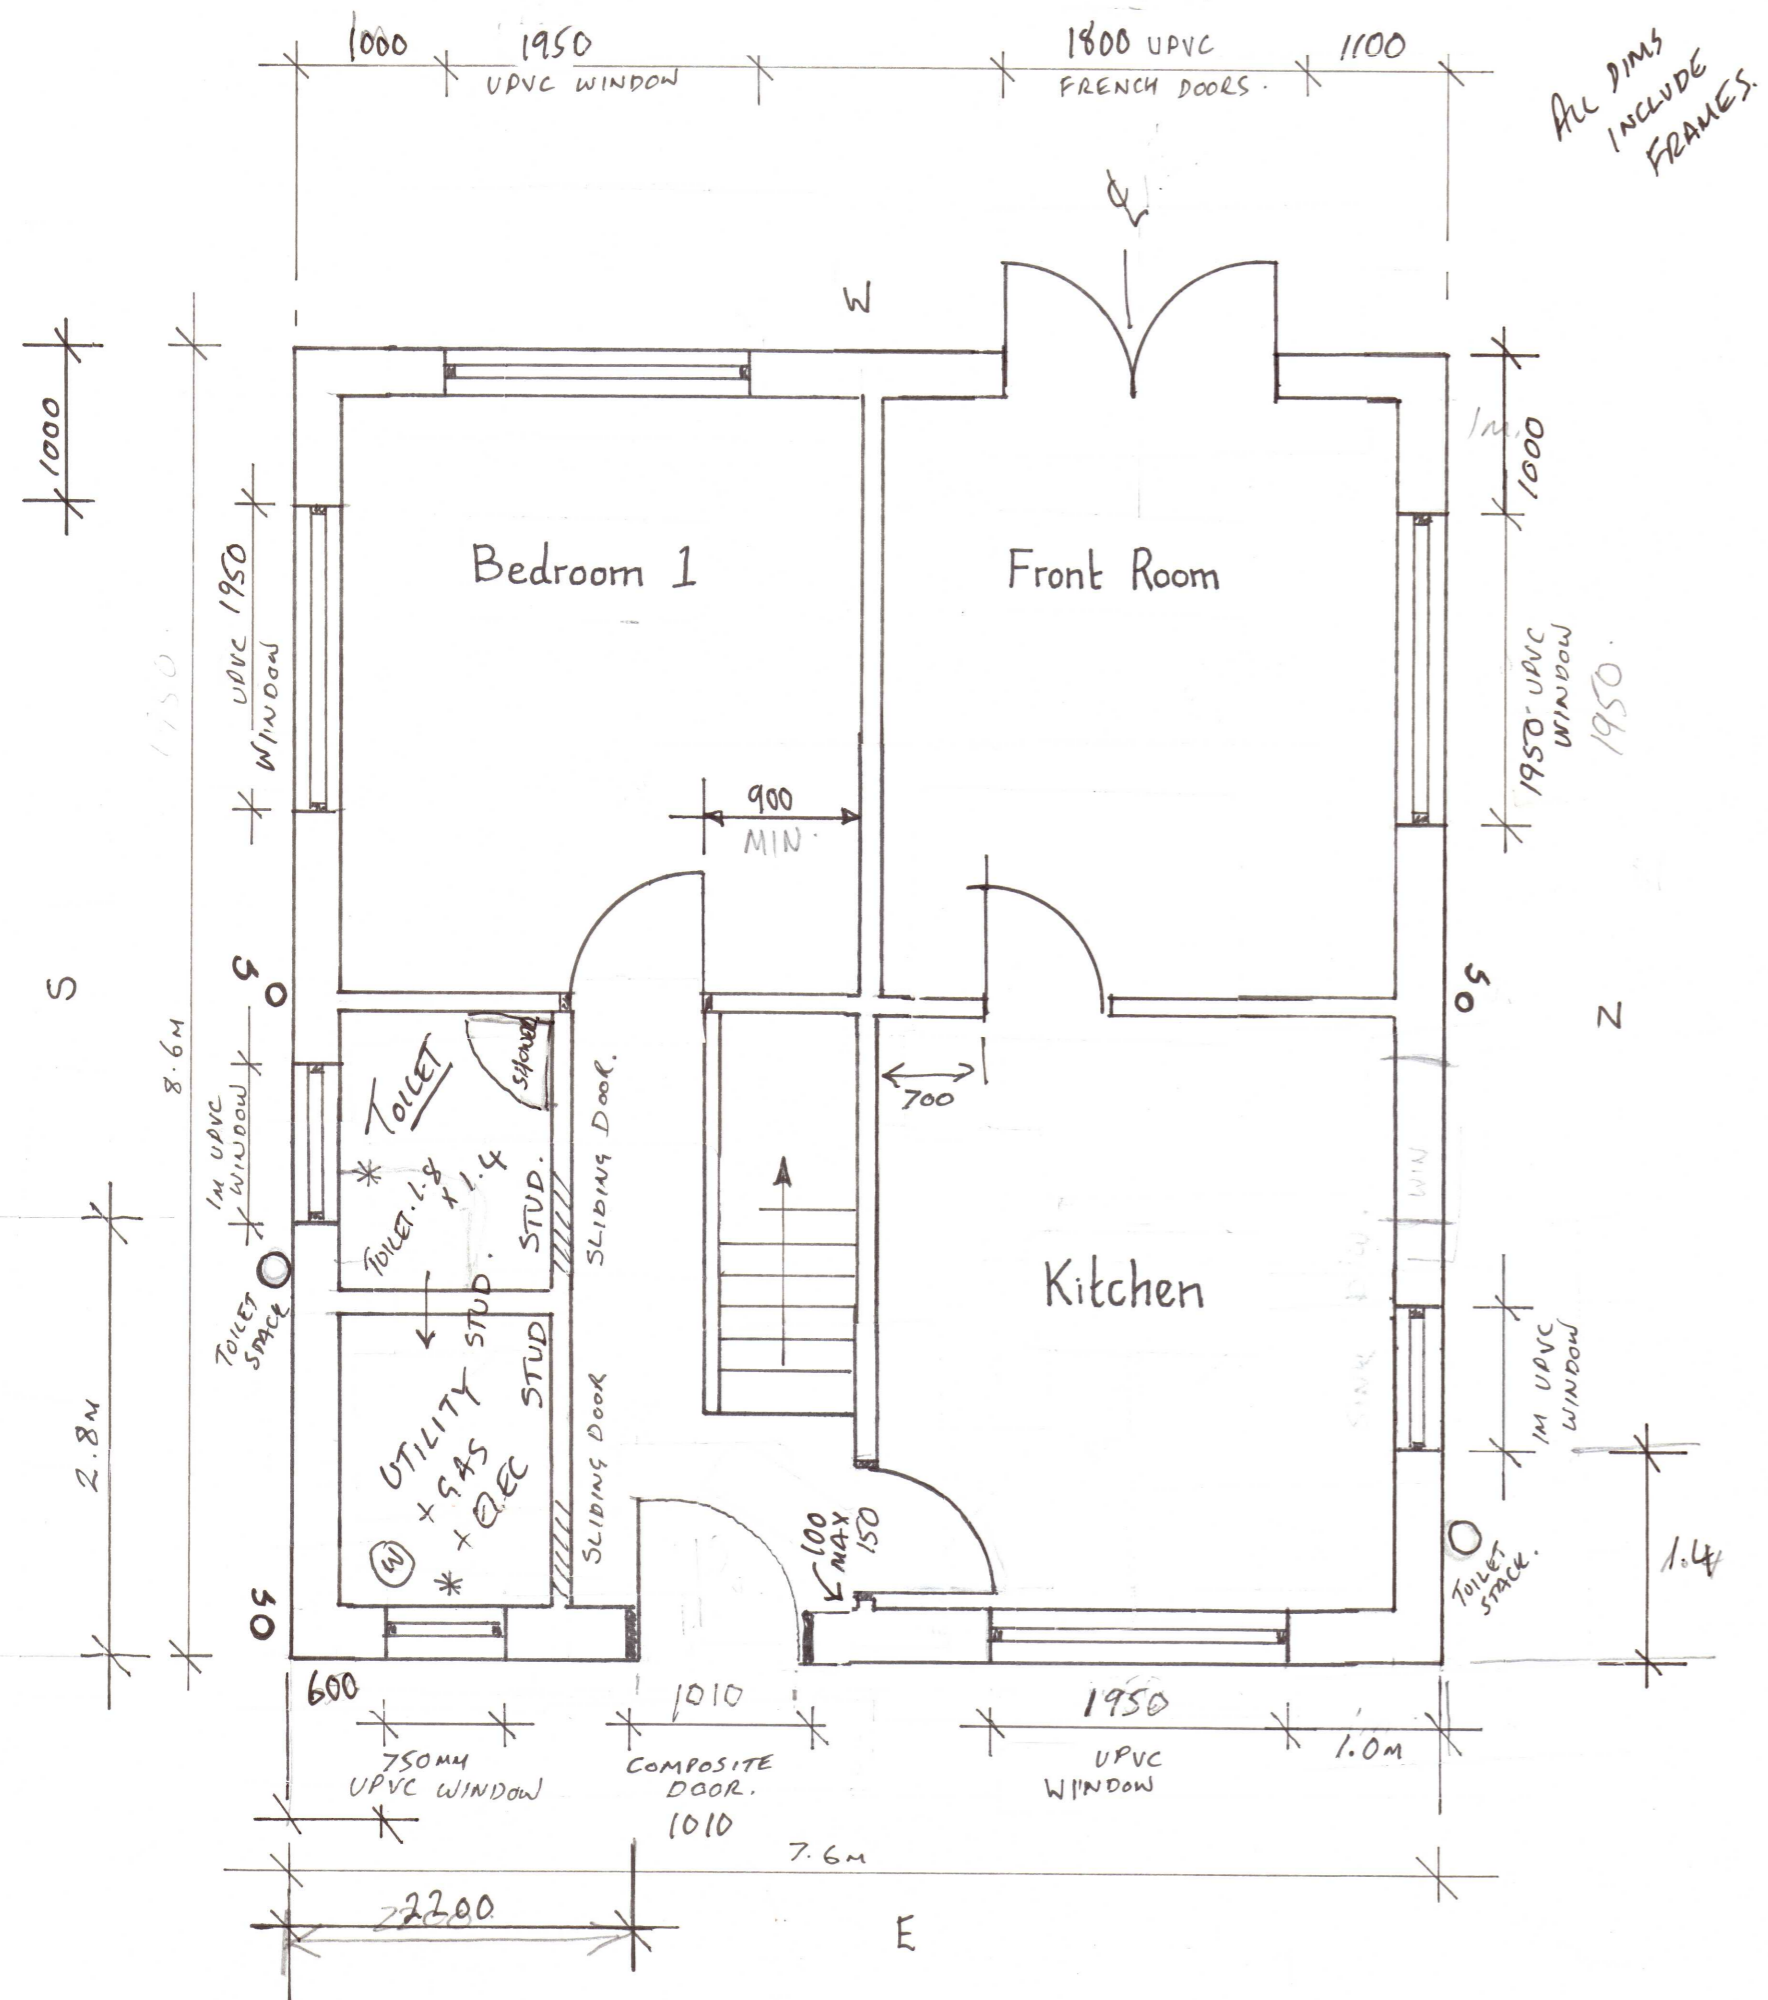 1000
1950
UPVC WINDOW
1800 UPVC
FRENCH DOORS.
1100
ALL DIMS
INCLUDE
FRAMES.
W
1000
1m.
1000
UPVC 1950
WINDOW
Bedroom 1
Front Room
1950 UPVC
WINDOW
1950.
900
MIN.
S
8.6M
N
SHOWER
TOILET
TOILET. 1.8
x 1.4
STUD.
SLIDING DOOR.
700
1M UPVC
WINDOW
WIN
TOILET
STACK
STUD.
STUD
Kitchen
1M UPVC
WINDOW
2.8M
UTILITY
x GAS
x ELEC
W
SLIDING DOOR
100
MAX
150
TOILET
STACK.
1.4
600
750MM
UPVC WINDOW
1010
COMPOSITE
DOOR.
1010
1950
UPVC
WINDOW
1.0M
7.6M
2200
E